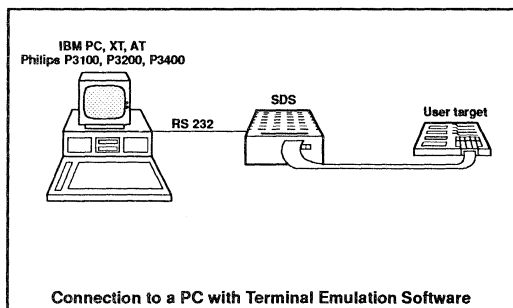 IBM PC, XT, AT
Philips P3100, P3200, P3400
RS 232
SDS
User target
Connection to a PC with Terminal Emulation Software